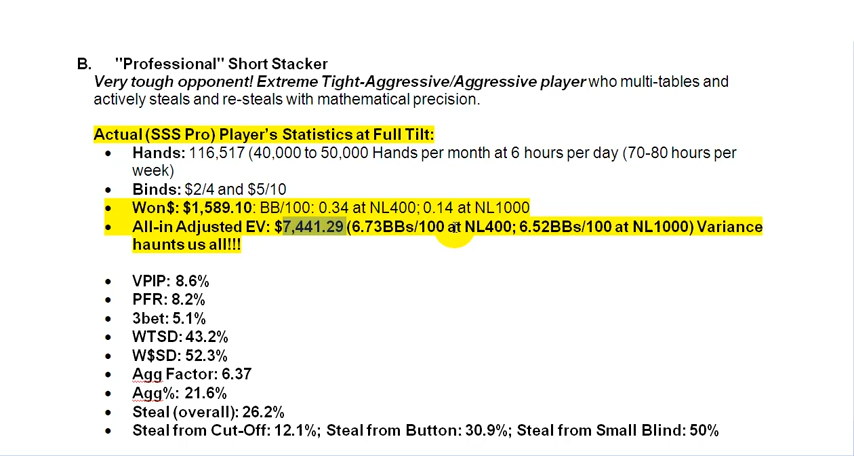 B. "Professional" Short Stacker
Very tough opponent! Extreme Tight-Aggressive/Aggressive player who multi-tables and
actively steals and re-steals with mathematical precision.
Actual (SSS Pro) Player's Statistics at Full Tilt:
• Hands: 116,517 (40,000 to 50,000 Hands per month at 6 hours per day (70-80 hours per
week)
• Binds: $2/4 and $5/10
• Won$: $1,589.10: BB/100: 0.34 at NL400; 0.14 at NL1000
• All-in Adjusted EV: $7,441.29 (6.73BBs/100 at NL400; 6.52BBs/100 at NL1000) Variance
haunts us all!!!
• VPIP: 8.6%
• PFR: 8.2%
• 3bet: 5.1%
• WTSD: 43.2%
• W$SD: 52.3%
• Agg Factor: 6.37
• Agg%: 21.6%
• Steal (overall): 26.2%
• Steal from Cut-Off: 12.1%; Steal from Button: 30.9%; Steal from Small Blind: 50%